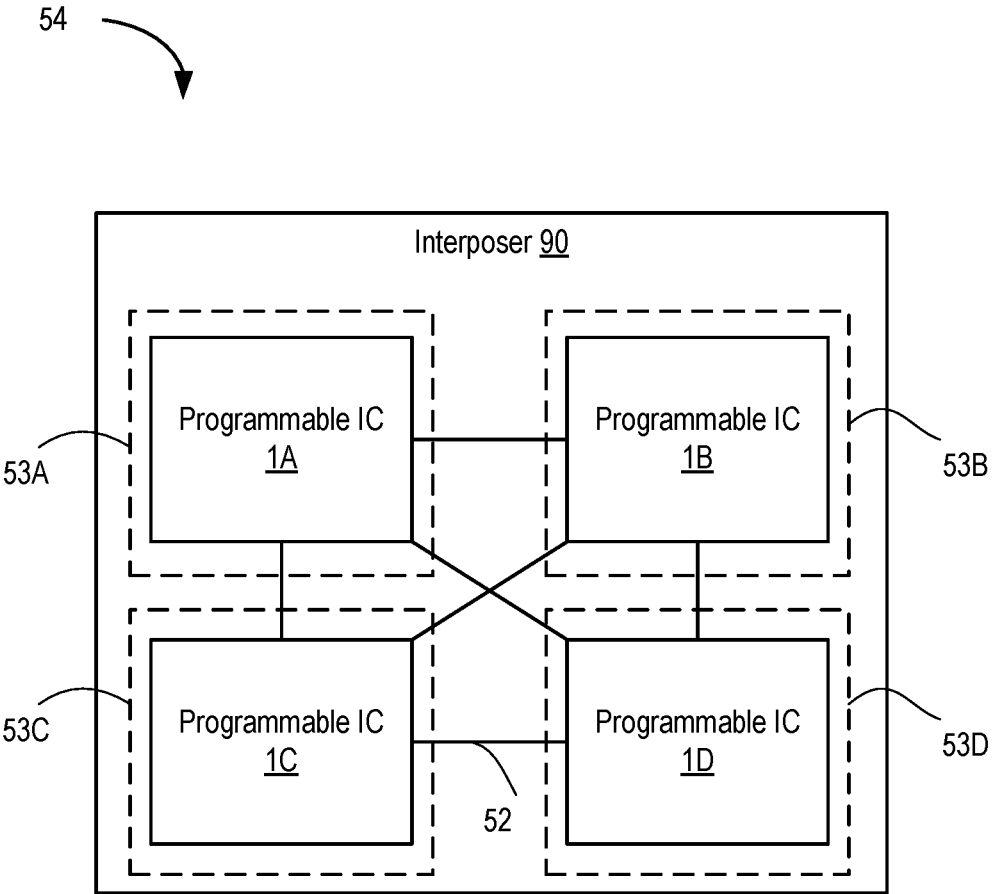 54
Interposer 90
Programmable IC
1A
Programmable IC
1B
53A
53B
Programmable IC
1C
Programmable IC
1D
53C
53D
52